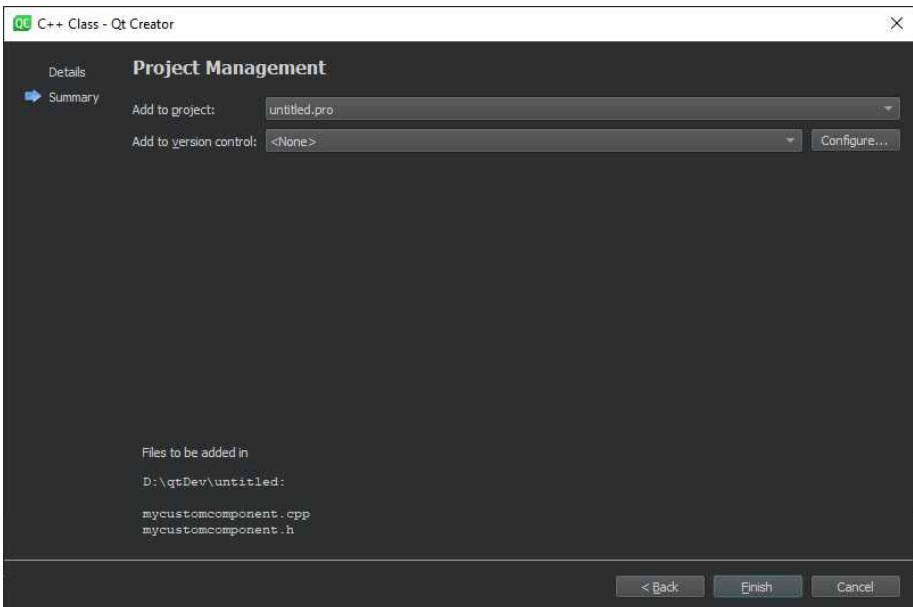 QC C++ Class - Qt Creator
Details
Summary
Project Management
Add to project: untitled.pro
Add to version control: <None> Configure...
Files to be added in
D:\qtDev\untitled:
mycustomcomponent.cpp
mycustomcomponent.h
< Back Finish Cancel